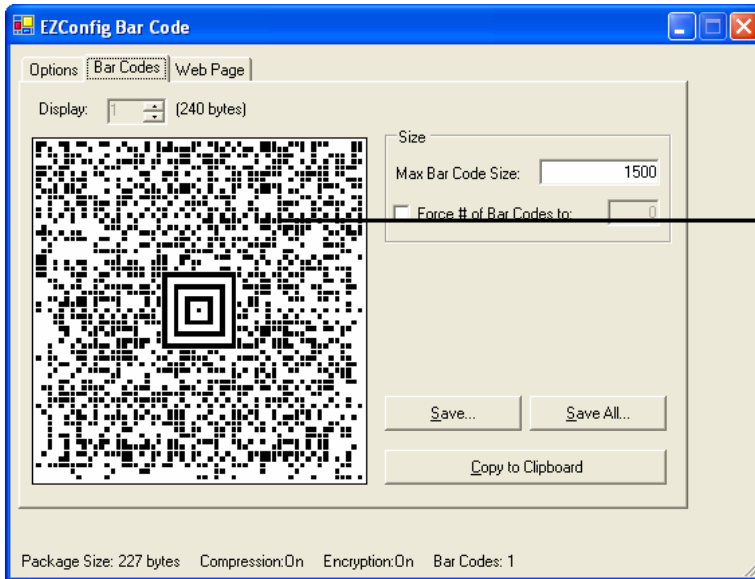 EZConfig Bar Code
Options Bar Codes Web Page
Display: 1 (240 bytes)
Size
Max Bar Code Size: 1500
Force # of Bar Codes to: 0
Save... Save All...
Copy to Clipboard
Package Size: 227 bytes Compression:On Encryption:On Bar Codes: 1